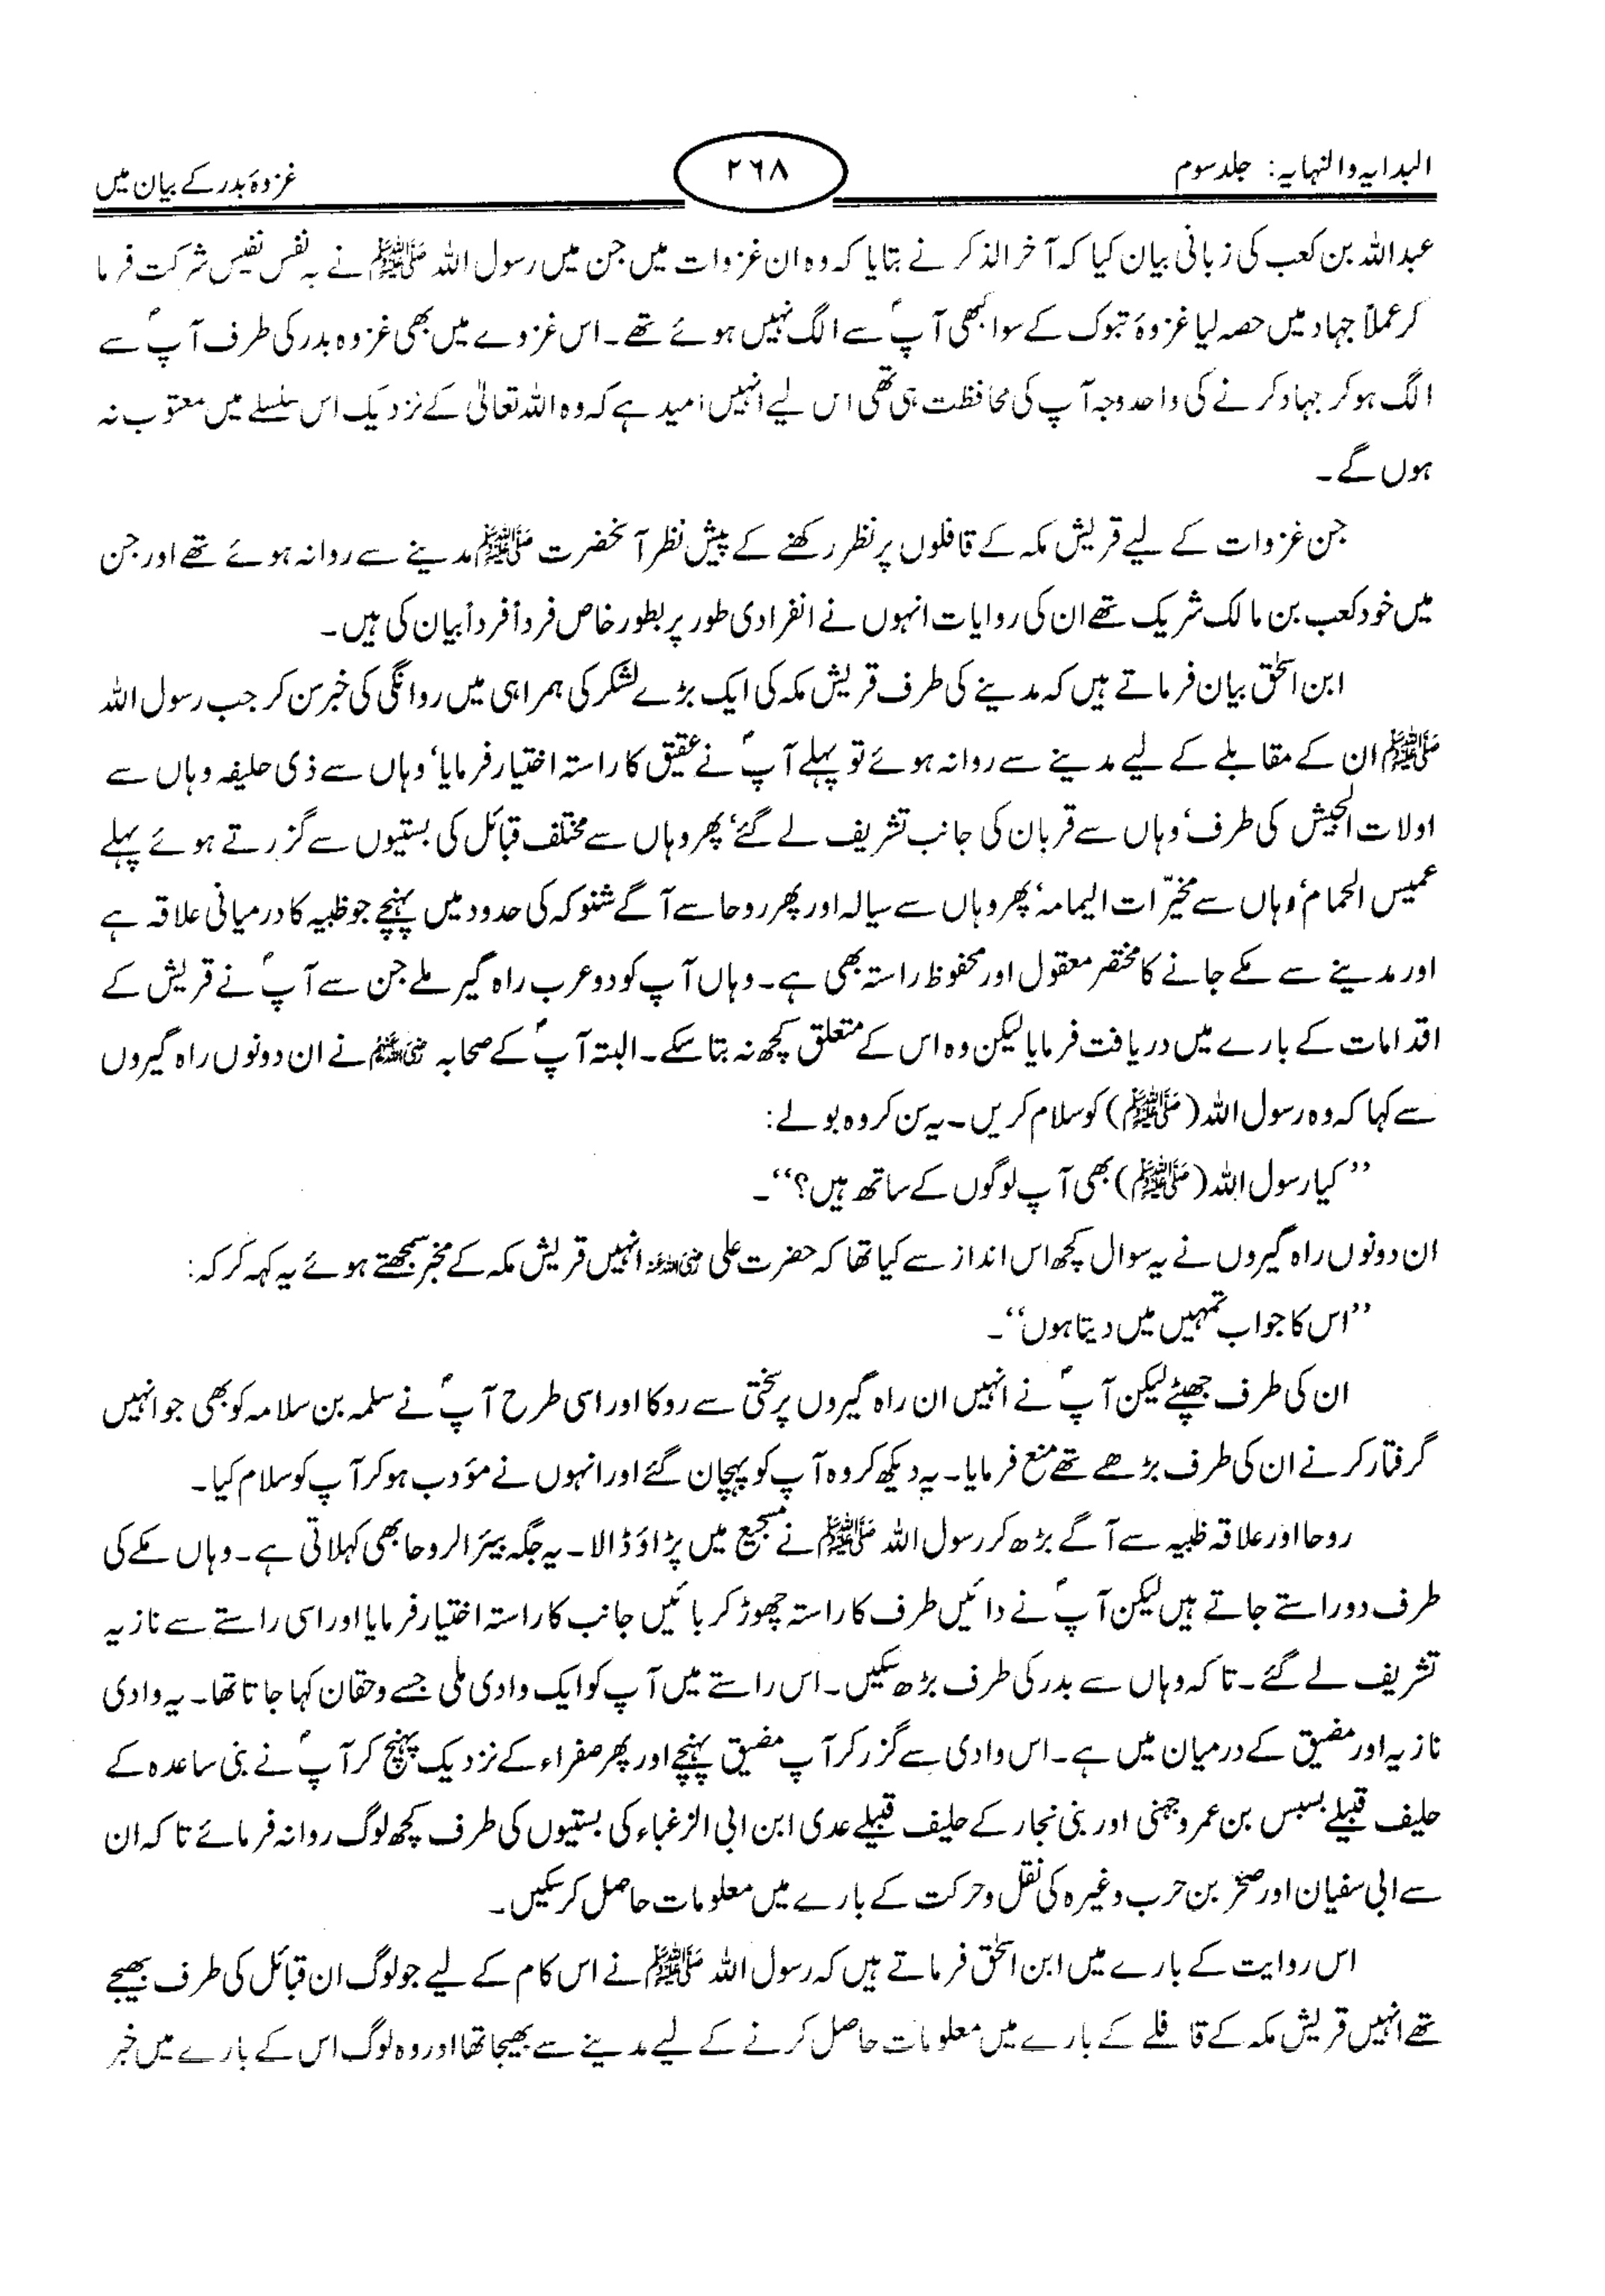 البدایہ والنہایہ: جلد سوم
۲۶۸
غزوۂ بدر کے بیان میں
عبداللہ بن کعب کی زبانی بیان کیا کہ آخر الذکر نے بتایا کہ وہ ان غزوات میں جن میں رسول اللہ ﷺ نے بہ نفس نفیس شرکت فرما
کر عملاً جہاد میں حصہ لیا غزوۂ تبوک کے سوا کبھی آپؐ سے الگ نہیں ہوئے تھے۔ اس غزوے میں بھی غزوہ بدر کی طرف آپؐ سے
الگ ہو کر جہاد کرنے کی واحد وجہ آپ کی محافظت ہی تھی اس لیے انہیں امید ہے کہ وہ اللہ تعالیٰ کے نزدیک اس سلسلے میں معتوب نہ
ہوں گے۔
جن غزوات کے لیے قریش مکہ کے قافلوں پر نظر رکھنے کے پیش نظر آنحضرت ﷺ مدینے سے روانہ ہوئے تھے اور جن
میں خود کعب بن مالک شریک تھے ان کی روایات انہوں نے انفرادی طور پر بطور خاص فرداً فرداً بیان کی ہیں۔
ابن اسحٰق بیان فرماتے ہیں کہ مدینے کی طرف قریش مکہ کی ایک بڑے لشکر کی ہمراہی میں روانگی کی خبر سن کر جب رسول اللہ
ﷺ ان کے مقابلے کے لیے مدینے سے روانہ ہوئے تو پہلے آپؐ نے عقیق کا راستہ اختیار فرمایا‘ وہاں سے ذی حلیفہ وہاں سے
اولات الجیش کی طرف‘ وہاں سے قربان کی جانب تشریف لے گئے‘ پھر وہاں سے مختلف قبائل کی بستیوں سے گزرتے ہوئے پہلے
عمیس الحمام‘ وہاں سے مخیرّات الیمامہ‘ پھر وہاں سے سیالہ اور پھر روحا سے آگے شنوکہ کی حدود میں پہنچے جو ظبیہ کا درمیانی علاقہ ہے
اور مدینے سے مکے جانے کا مختصر معقول اور محفوظ راستہ بھی ہے۔ وہاں آپ کو دو عرب راہ گیر ملے جن سے آپؐ نے قریش کے
اقدامات کے بارے میں دریافت فرمایا لیکن وہ اس کے متعلق کچھ نہ بتا سکے۔ البتہ آپؐ کے صحابہ رضی اللہ عنہم نے ان دونوں راہ گیروں
سے کہا کہ وہ رسول اللہ (ﷺ) کو سلام کریں۔ یہ سن کر وہ بولے:
’’کیا رسول اللہ (ﷺ) بھی آپ لوگوں کے ساتھ ہیں؟‘‘۔
ان دونوں راہ گیروں نے یہ سوال کچھ اس انداز سے کیا تھا کہ حضرت علی رضی اللہ عنہ انہیں قریش مکہ کے مخبر سمجھتے ہوئے یہ کہہ کر کہ:
’’اس کا جواب تمہیں میں دیتا ہوں‘‘۔
ان کی طرف جھپٹے لیکن آپؐ نے انہیں ان راہ گیروں پر سختی سے روکا اور اسی طرح آپؐ نے سلمہ بن سلامہ کو بھی جو انہیں
گرفتار کرنے ان کی طرف بڑھے تھے منع فرمایا۔ یہ دیکھ کر وہ آپ کو پہچان گئے اور انہوں نے مؤدب ہو کر آپ کو سلام کیا۔
روحا اور علاقہ ظبیہ سے آگے بڑھ کر رسول اللہ ﷺ نے سجیع میں پڑاؤ ڈالا۔ یہ جگہ بیئر الروحا بھی کہلاتی ہے۔ وہاں مکے کی
طرف دو راستے جاتے ہیں لیکن آپؐ نے دائیں طرف کا راستہ چھوڑ کر بائیں جانب کا راستہ اختیار فرمایا اور اسی راستے سے نازیہ
تشریف لے گئے۔ تا کہ وہاں سے بدر کی طرف بڑھ سکیں۔ اس راستے میں آپ کو ایک وادی ملی جسے وحقان کہا جاتا تھا۔ یہ وادی
نازیہ اور مضیق کے درمیان میں ہے۔ اس وادی سے گزر کر آپ مضیق پہنچے اور پھر صفراء کے نزدیک پہنچ کر آپؐ نے بنی ساعدہ کے
حلیف قبیلے بسبس بن عمرو جہنی اور بنی نجار کے حلیف قبیلے عدی ابن ابی الزغباء کی بستیوں کی طرف کچھ لوگ روانہ فرمائے تا کہ ان
سے ابی سفیان اور صخر بن حرب وغیرہ کی نقل و حرکت کے بارے میں معلومات حاصل کر سکیں۔
اس روایت کے بارے میں ابن اسحٰق فرماتے ہیں کہ رسول اللہ ﷺ نے اس کام کے لیے جو لوگ ان قبائل کی طرف بھیجے
تھے انہیں قریش مکہ کے قافلے کے بارے میں معلومات حاصل کرنے کے لیے مدینے سے بھیجا تھا اور وہ لوگ اس کے بارے میں خبر